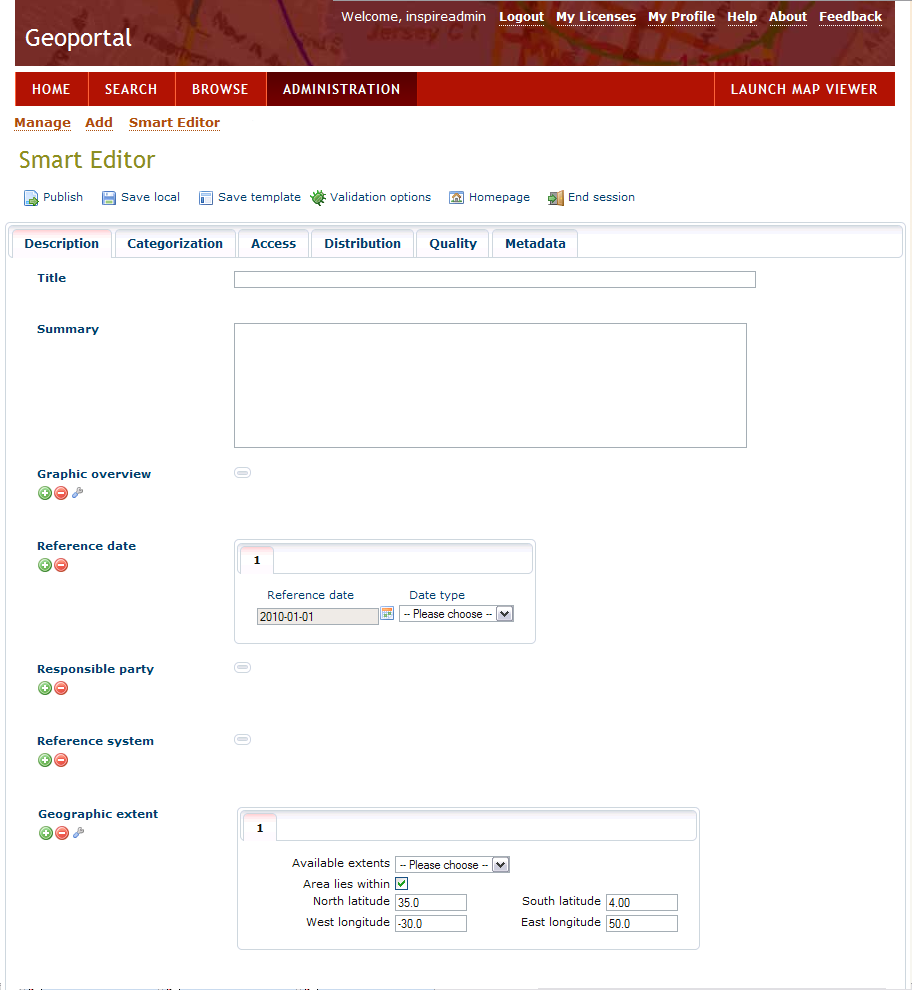 Welcome, inspireadmin Logout My Licenses My Profile Help About Feedback
Geoportal
HOME SEARCH BROWSE ADMINISTRATION LAUNCH MAP VIEWER
Manage Add Smart Editor
Smart Editor
Publish Save local Save template Validation options Homepage End session
Description Categorization Access Distribution Quality Metadata
Title
Summary
Graphic overview
Reference date
1
Reference date Date type
2010-01-01 -- Please choose --
Responsible party
Reference system
Geographic extent
1
Available extents -- Please choose --
Area lies within
North latitude 35.0 South latitude 4.00
West longitude -30.0 East longitude 50.0